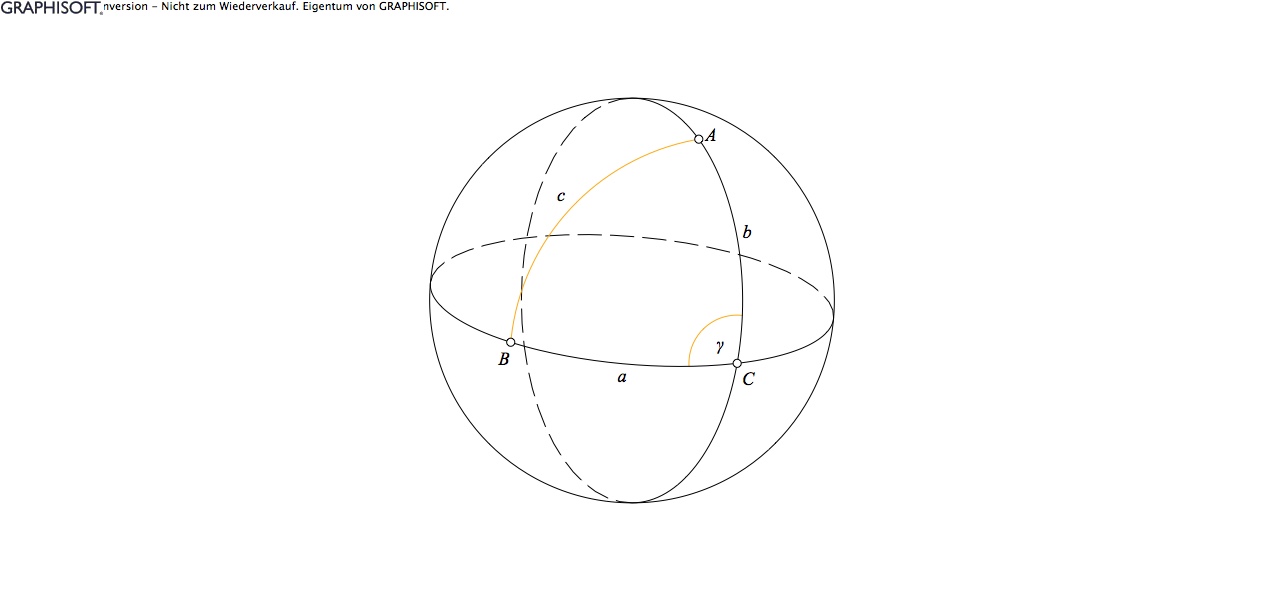 GRAPHISOFT nversion – Nicht zum Wiederverkauf. Eigentum von GRAPHISOFT.
A
c
b
γ
B
a
C